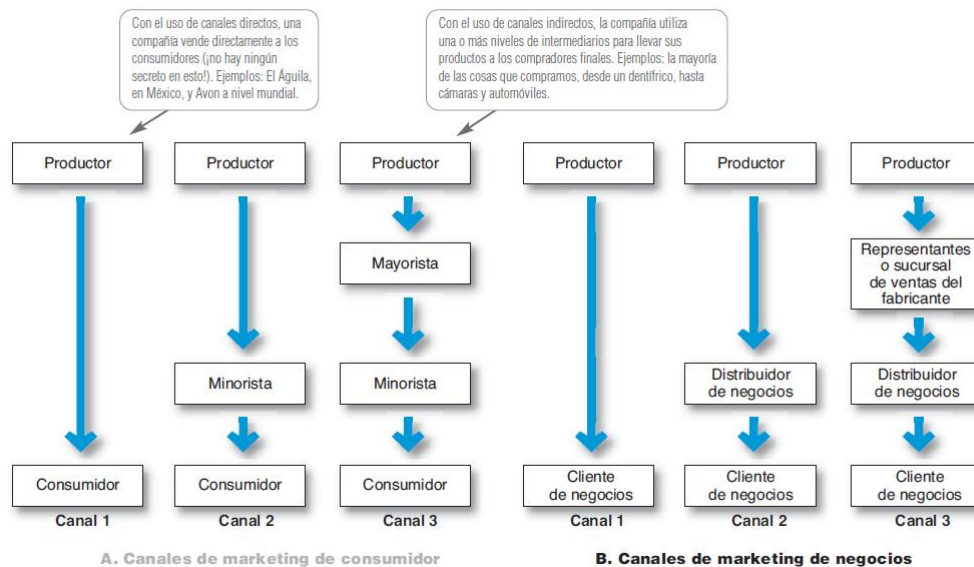 Con el uso de canales directos, una
compañía vende directamente a los
consumidores (¡no hay ningún
secreto en esto!). Ejemplos: El Águila,
en México, y Avon a nivel mundial.
Con el uso de canales indirectos, la compañía utiliza
una o más niveles de intermediarios para llevar sus
productos a los compradores finales. Ejemplos: la mayoría
de las cosas que compramos, desde un dentífrico, hasta
cámaras y automóviles.
Productor
Consumidor
Canal 1
Productor
Minorista
Consumidor
Canal 2
Productor
Mayorista
Minorista
Consumidor
Canal 3
A. Canales de marketing de consumidor
Productor
Cliente
de negocios
Canal 1
Productor
Distribuidor
de negocios
Cliente
de negocios
Canal 2
Productor
Representantes
o sucursal
de ventas del
fabricante
Distribuidor
de negocios
Cliente
de negocios
Canal 3
B. Canales de marketing de negocios